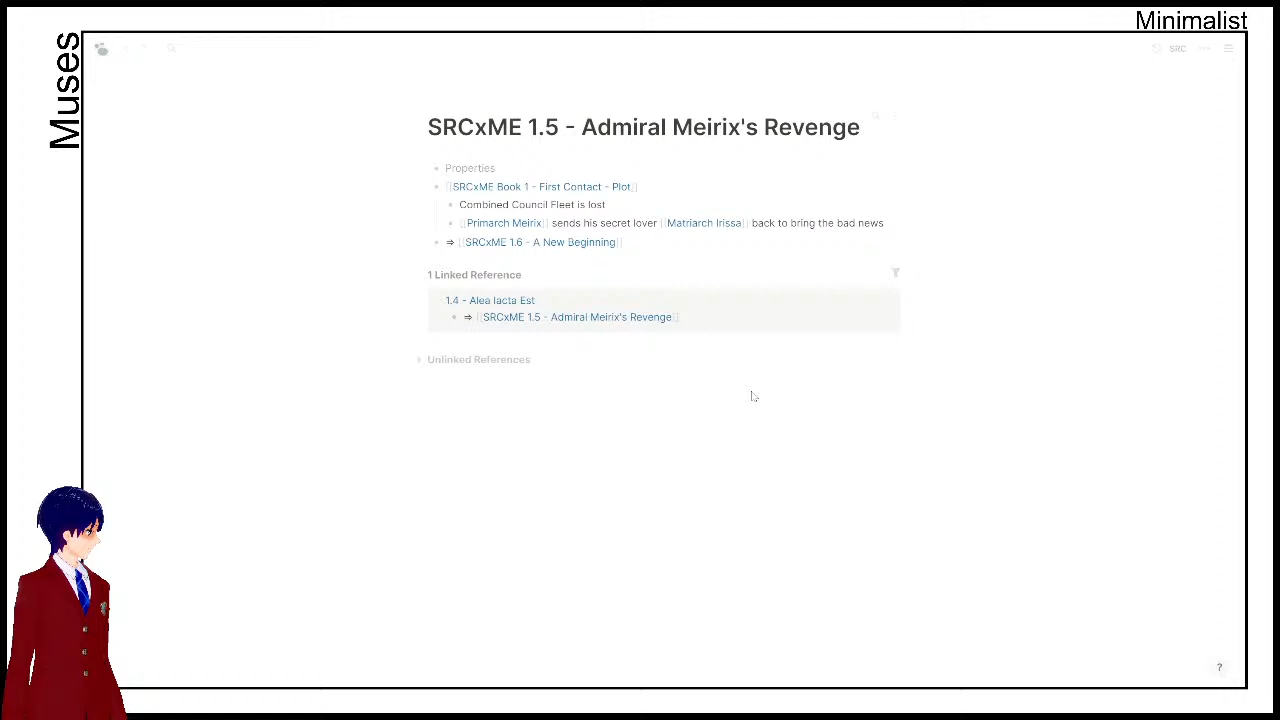 Minimalist
Muses
SRC
SRCxME 1.5 - Admiral Meirix's Revenge
Properties
[[SRCxME Book 1 - First Contact - Plot]]
Combined Council Fleet is lost
[[Primarch Meirix]] sends his secret lover [[Matriarch Irissa]] back to bring the bad news
⇒ [[SRCxME 1.6 - A New Beginning]]
1 Linked Reference
1.4 - Alea Iacta Est
⇒ [[SRCxME 1.5 - Admiral Meirix's Revenge]]
Unlinked References
?